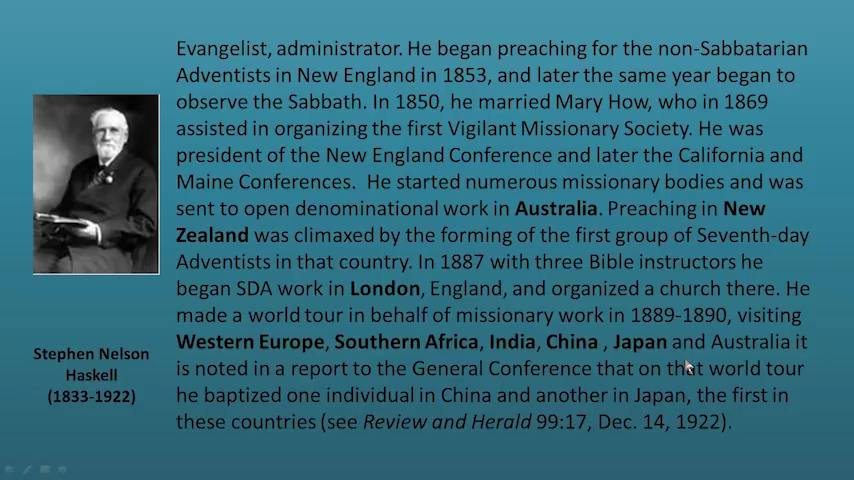 Evangelist, administrator. He began preaching for the non-Sabbatarian
Adventists in New England in 1853, and later the same year began to
observe the Sabbath. In 1850, he married Mary How, who in 1869
assisted in organizing the first Vigilant Missionary Society. He was
president of the New England Conference and later the California and
Maine Conferences.  He started numerous missionary bodies and was
sent to open denominational work in Australia. Preaching in New
Zealand was climaxed by the forming of the first group of Seventh-day
Adventists in that country. In 1887 with three Bible instructors he
began SDA work in London, England, and organized a church there. He
made a world tour in behalf of missionary work in 1889-1890, visiting
Western Europe, Southern Africa, India, China , Japan and Australia it
is noted in a report to the General Conference that on that world tour
he baptized one individual in China and another in Japan, the first in
these countries (see Review and Herald 99:17, Dec. 14, 1922).
Stephen Nelson
Haskell
(1833-1922)